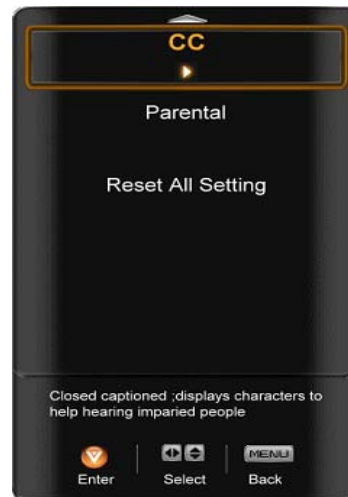 CC
Parental
Reset All Setting
Closed captioned ;displays characters to
help hearing imparied people
MENU
Enter Select Back